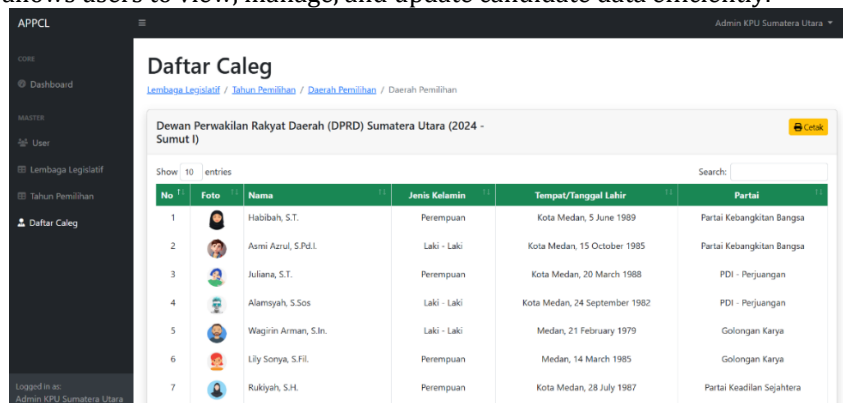 allows users to view, manage, and update candidate data efficiently.
APPCL
Admin KPU Sumatera Utara
CORE
Dashboard
MASTER
User
Lembaga Legislatif
Tahun Pemilihan
Daftar Caleg
Logged in as:
Admin KPU Sumatera Utara
Daftar Caleg
Lembaga Legislatif / Tahun Pemilihan / Daerah Pemilihan / Daerah Pemilihan
Dewan Perwakilan Rakyat Daerah (DPRD) Sumatera Utara (2024 -
Sumut I)
Cetak
Show 10 entries
Search:
No Foto Nama Jenis Kelamin Tempat/Tanggal Lahir Partai
1 Habibah, S.T. Perempuan Kota Medan, 5 June 1989 Partai Kebangkitan Bangsa
2 Asmi Azrul, S.Pd.I. Laki - Laki Kota Medan, 15 October 1985 Partai Kebangkitan Bangsa
3 Juliana, S.T. Perempuan Kota Medan, 20 March 1988 PDI - Perjuangan
4 Alamsyah, S.Sos Laki - Laki Kota Medan, 24 September 1982 PDI - Perjuangan
5 Wagirin Arman, S.In. Laki - Laki Medan, 21 February 1979 Golongan Karya
6 Lily Sonya, S.Fil. Perempuan Medan, 14 March 1985 Golongan Karya
7 Rukiyah, S.H. Perempuan Kota Medan, 28 July 1987 Partai Keadilan Sejahtera